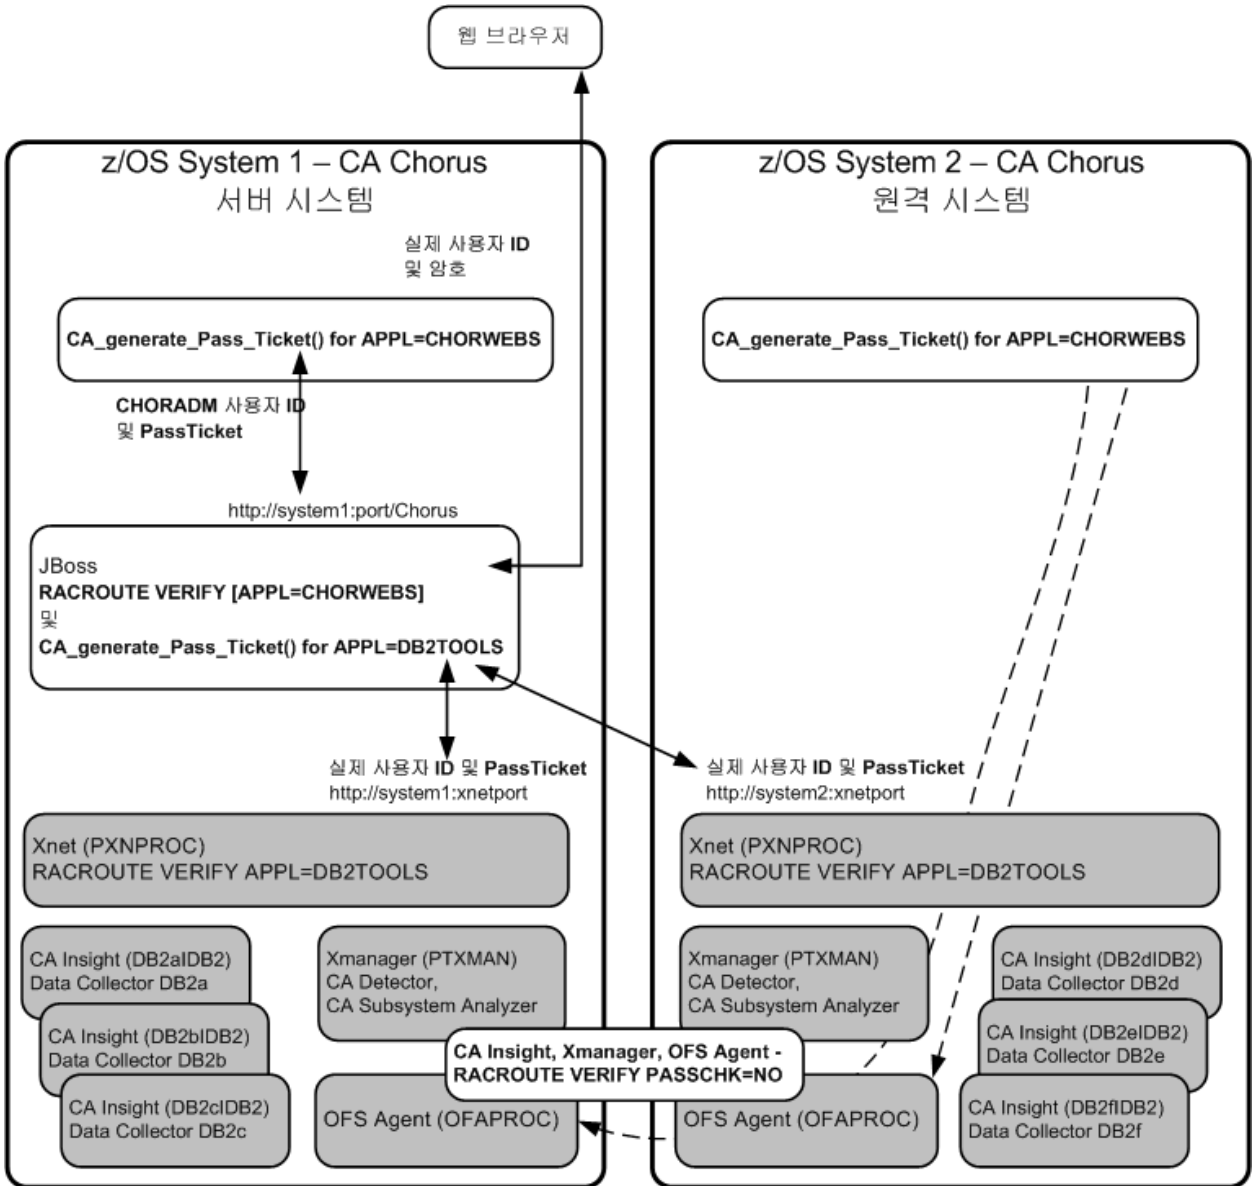 웹 브라우저
z/OS System 1 – CA Chorus
서버 시스템
실제 사용자 ID
및 암호
CA_generate_Pass_Ticket() for APPL=CHORWEBS
CHORADM 사용자 ID
및 PassTicket
http://system1:port/Chorus
JBoss
RACROUTE VERIFY [APPL=CHORWEBS]
및
CA_generate_Pass_Ticket() for APPL=DB2TOOLS
실제 사용자 ID 및 PassTicket
http://system1:xnetport
Xnet (PXNPROC)
RACROUTE VERIFY APPL=DB2TOOLS
CA Insight (DB2aIDB2)
Data Collector DB2a
CA Insight (DB2bIDB2)
Data Collector DB2b
CA Insight (DB2cIDB2)
Data Collector DB2c
Xmanager (PTXMAN)
CA Detector,
CA Subsystem Analyzer
OFS Agent (OFAPROC)
CA Insight, Xmanager, OFS Agent -
RACROUTE VERIFY PASSCHK=NO
z/OS System 2 – CA Chorus
원격 시스템
CA_generate_Pass_Ticket() for APPL=CHORWEBS
실제 사용자 ID 및 PassTicket
http://system2:xnetport
Xnet (PXNPROC)
RACROUTE VERIFY APPL=DB2TOOLS
Xmanager (PTXMAN)
CA Detector,
CA Subsystem Analyzer
OFS Agent (OFAPROC)
CA Insight (DB2dIDB2)
Data Collector DB2d
CA Insight (DB2eIDB2)
Data Collector DB2e
CA Insight (DB2fIDB2)
Data Collector DB2f